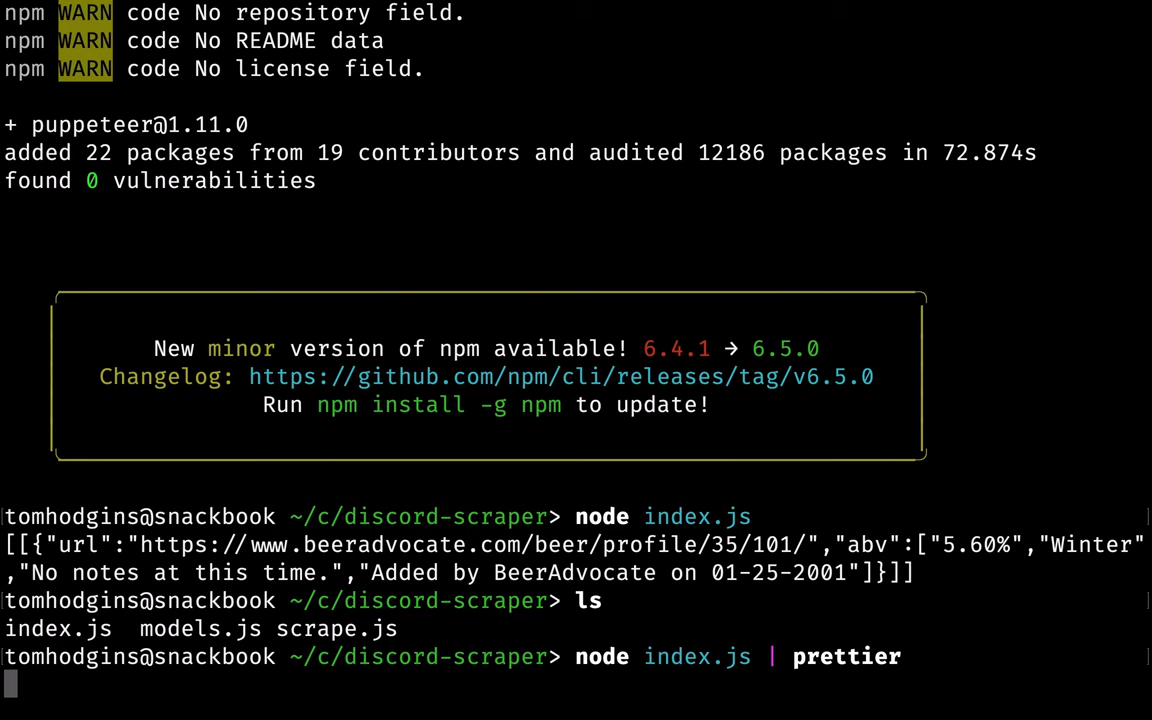 npm WARN code No repository field.
npm WARN code No README data
npm WARN code No license field.
+ puppeteer@1.11.0
added 22 packages from 19 contributors and audited 12186 packages in 72.874s
found 0 vulnerabilities
New minor version of npm available! 6.4.1 → 6.5.0
Changelog: https://github.com/npm/cli/releases/tag/v6.5.0
Run npm install -g npm to update!
tomhodgins@snackbook ~/c/discord-scraper> node index.js
[[{"url":"https://www.beeradvocate.com/beer/profile/35/101/","abv":["5.60%","Winter"
,"No notes at this time.","Added by BeerAdvocate on 01-25-2001"]}]]
tomhodgins@snackbook ~/c/discord-scraper> ls
index.js  models.js scrape.js
tomhodgins@snackbook ~/c/discord-scraper> node index.js | prettier